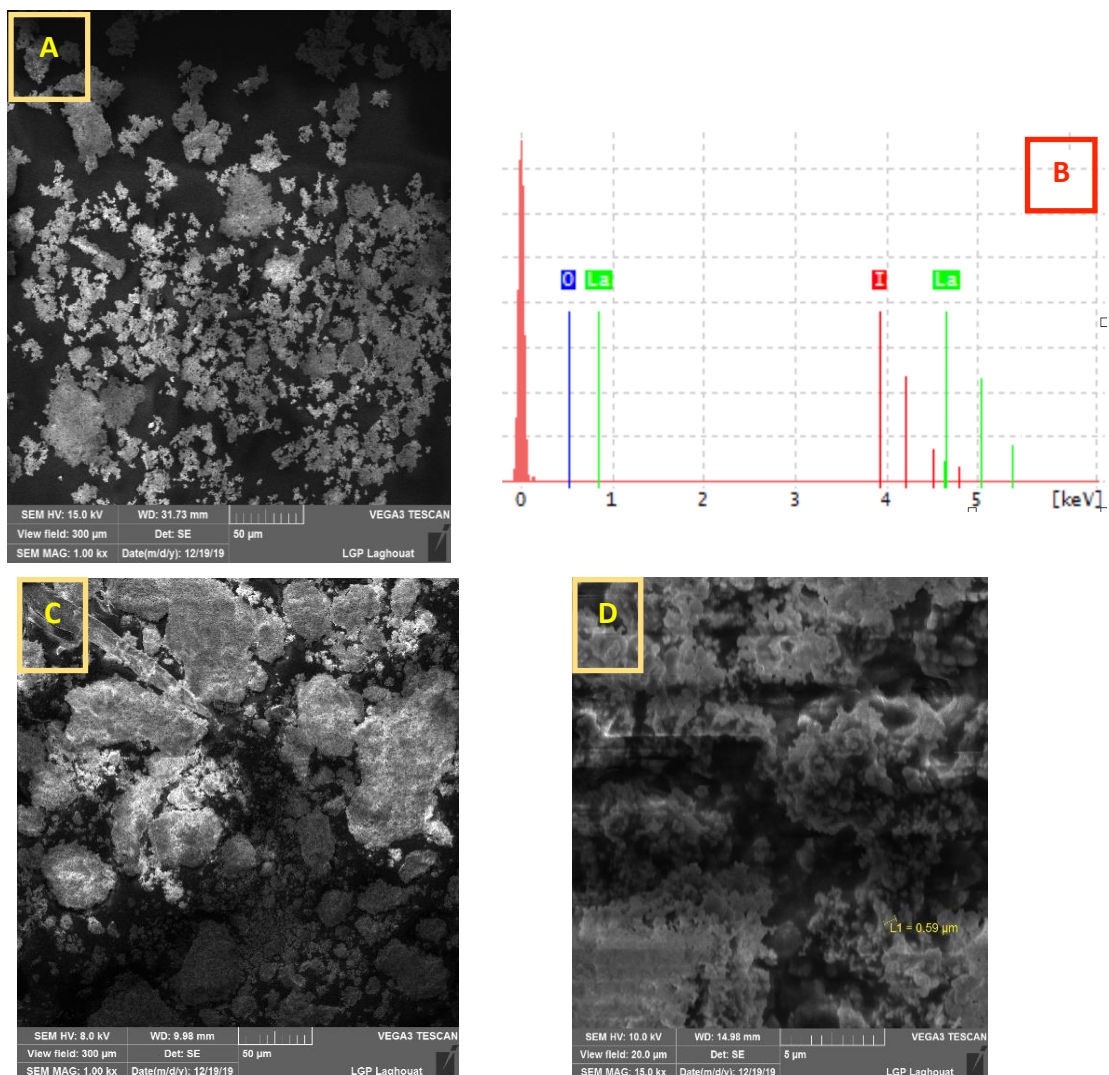 A
SEM HV: 15.0 kV WD: 31.73 mm VEGA3 TESCAN
View field: 300 µm Det: SE 50 µm
SEM MAG: 1.00 kx Date(m/d/y): 12/19/19 LGP Laghouat
B
O La I La
0 1 2 3 4 5 [keV]
C
SEM HV: 8.0 kV WD: 9.98 mm VEGA3 TESCAN
View field: 300 µm Det: SE 50 µm
SEM MAG: 1.00 kx Date(m/d/y): 12/19/19 LGP Laghouat
D
L1 = 0.59 µm
SEM HV: 10.0 kV WD: 14.98 mm VEGA3 TESCAN
View field: 20.0 µm Det: SE 5 µm
SEM MAG: 15.0 kx Date(m/d/y): 12/19/19 LGP Laghouat